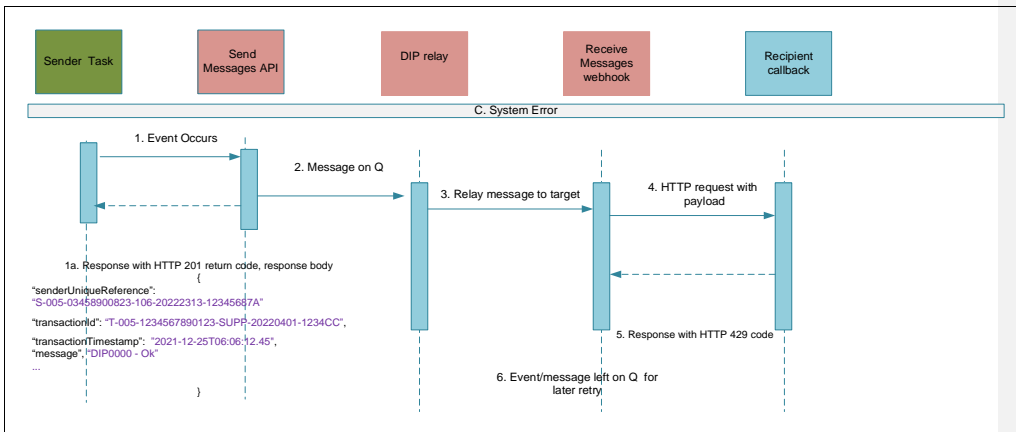 Sender Task
Send
Messages API
DIP relay
Receive
Messages
webhook
Recipient
callback
C. System Error
1. Event Occurs
2. Message on Q
3. Relay message to target
4. HTTP request with
payload
1a. Response with HTTP 201 return code, response body
{
“senderUniqueReference”:
“S-005-03458900823-106-20222313-12345687A”
“transactionId”: “T-005-1234567890123-SUPP-20220401-1234CC”,
“transactionTimestamp”: ”2021-12-25T06:06:12.45”,
“message”, “DIP0000 - Ok”
...
}
5. Response with HTTP 429 code
6. Event/message left on Q for
later retry